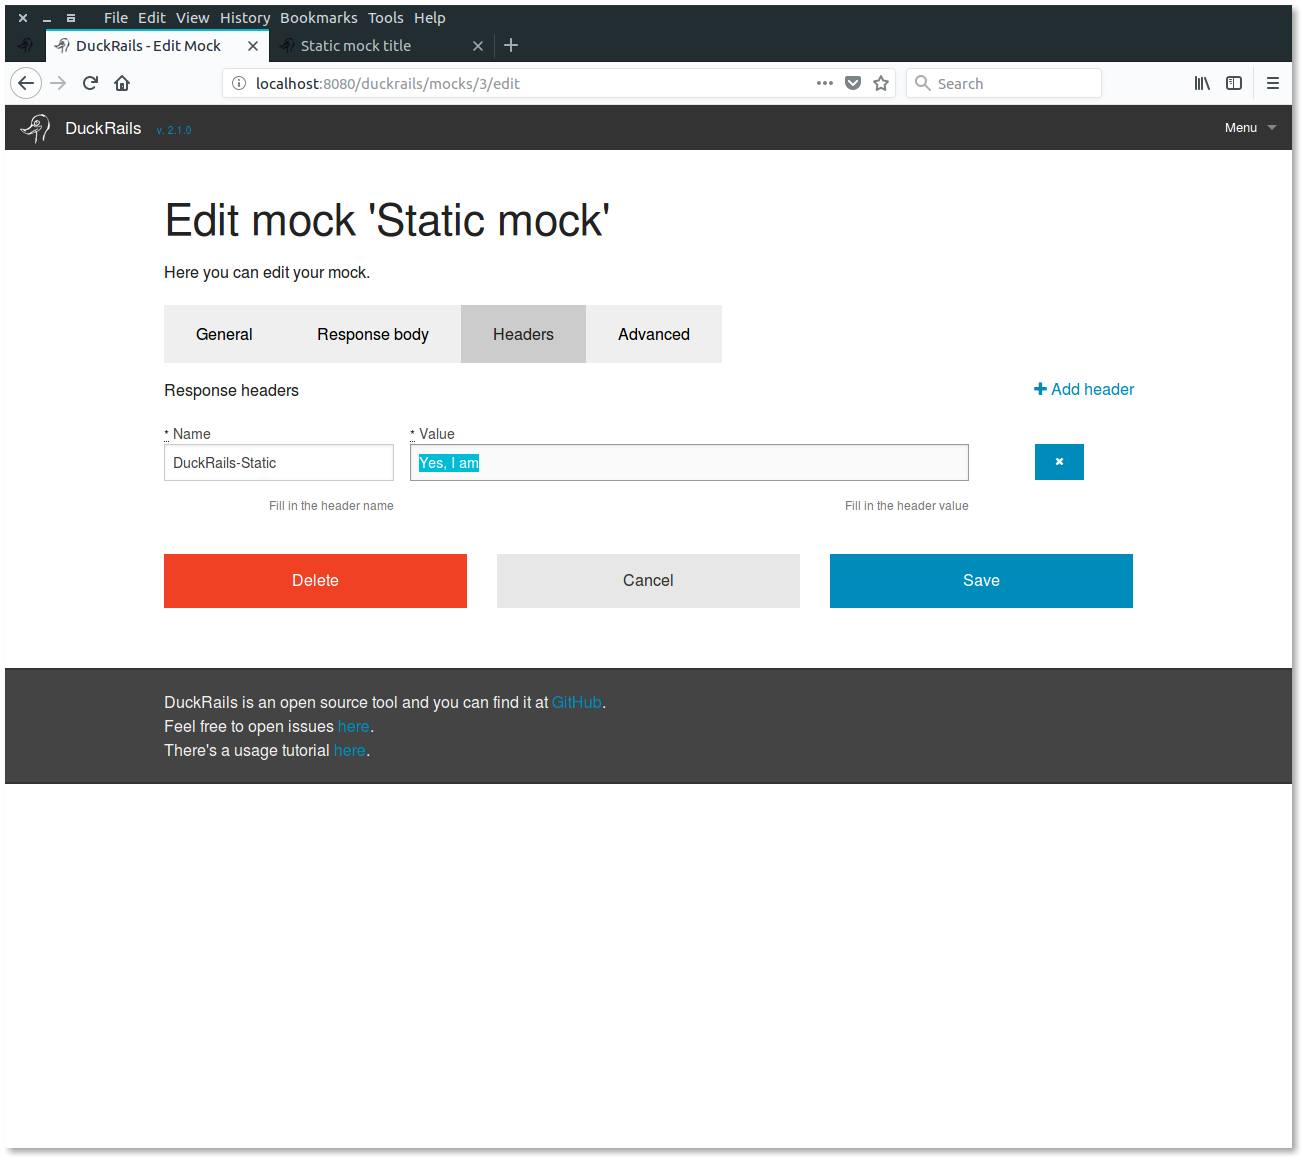 File Edit View History Bookmarks Tools Help
DuckRails - Edit Mock
Static mock title
localhost:8080/duckrails/mocks/3/edit
Search
DuckRails v. 2.1.0
Menu
Edit mock 'Static mock'
Here you can edit your mock.
General
Response body
Headers
Advanced
Response headers
Add header
* Name
* Value
DuckRails-Static
Yes, I am
Fill in the header name
Fill in the header value
Delete
Cancel
Save
DuckRails is an open source tool and you can find it at GitHub.
Feel free to open issues here.
There's a usage tutorial here.